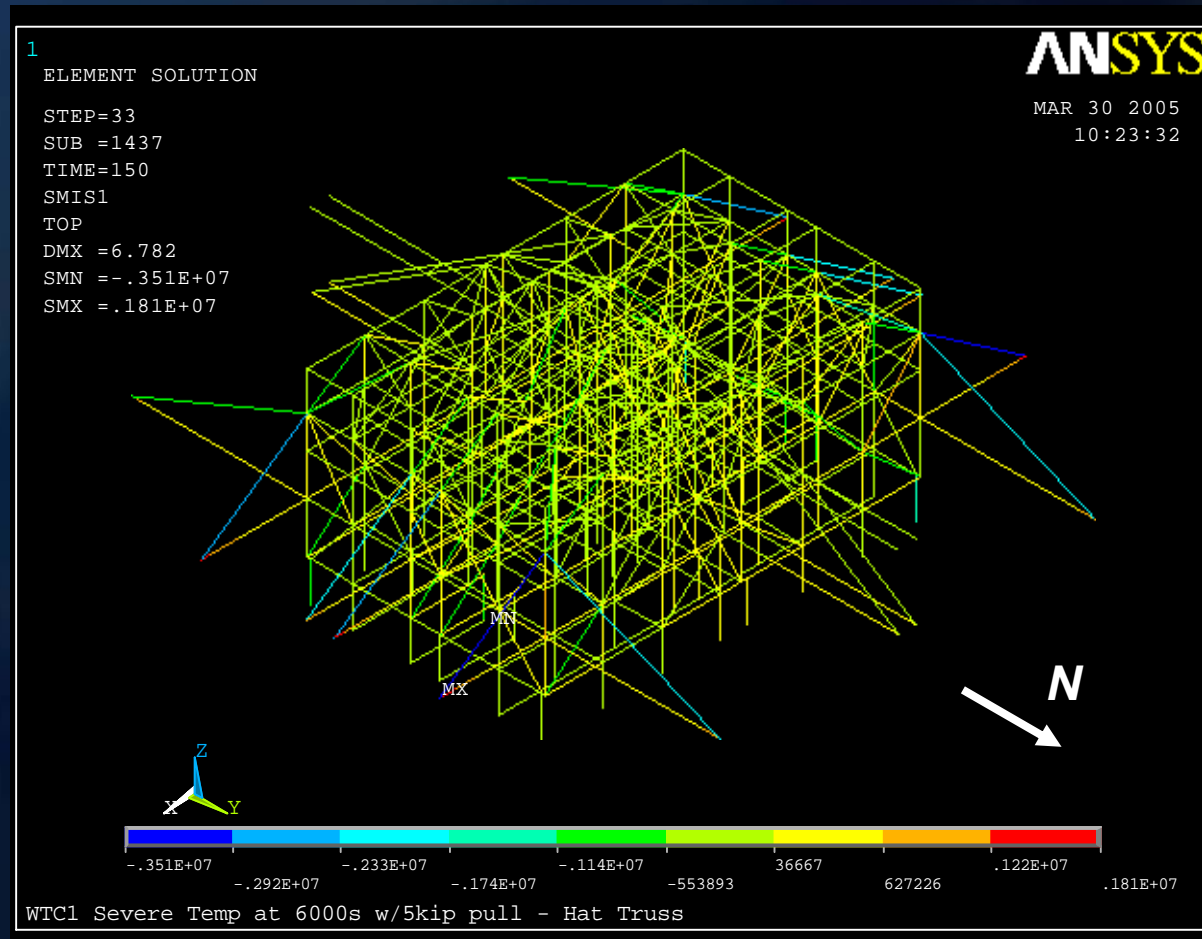 1
ANSYS
ELEMENT SOLUTION
MAR 30 2005
10:23:32
STEP=33
SUB =1437
TIME=150
SMIS1
TOP
DMX =6.782
SMN =-.351E+07
SMX =.181E+07
MN
MX
N
Z
X
Y
-.351E+07 -.233E+07 -.114E+07 36667 .122E+07
-.292E+07 -.174E+07 -553893 627226 .181E+07
WTC1 Severe Temp at 6000s w/5kip pull - Hat Truss